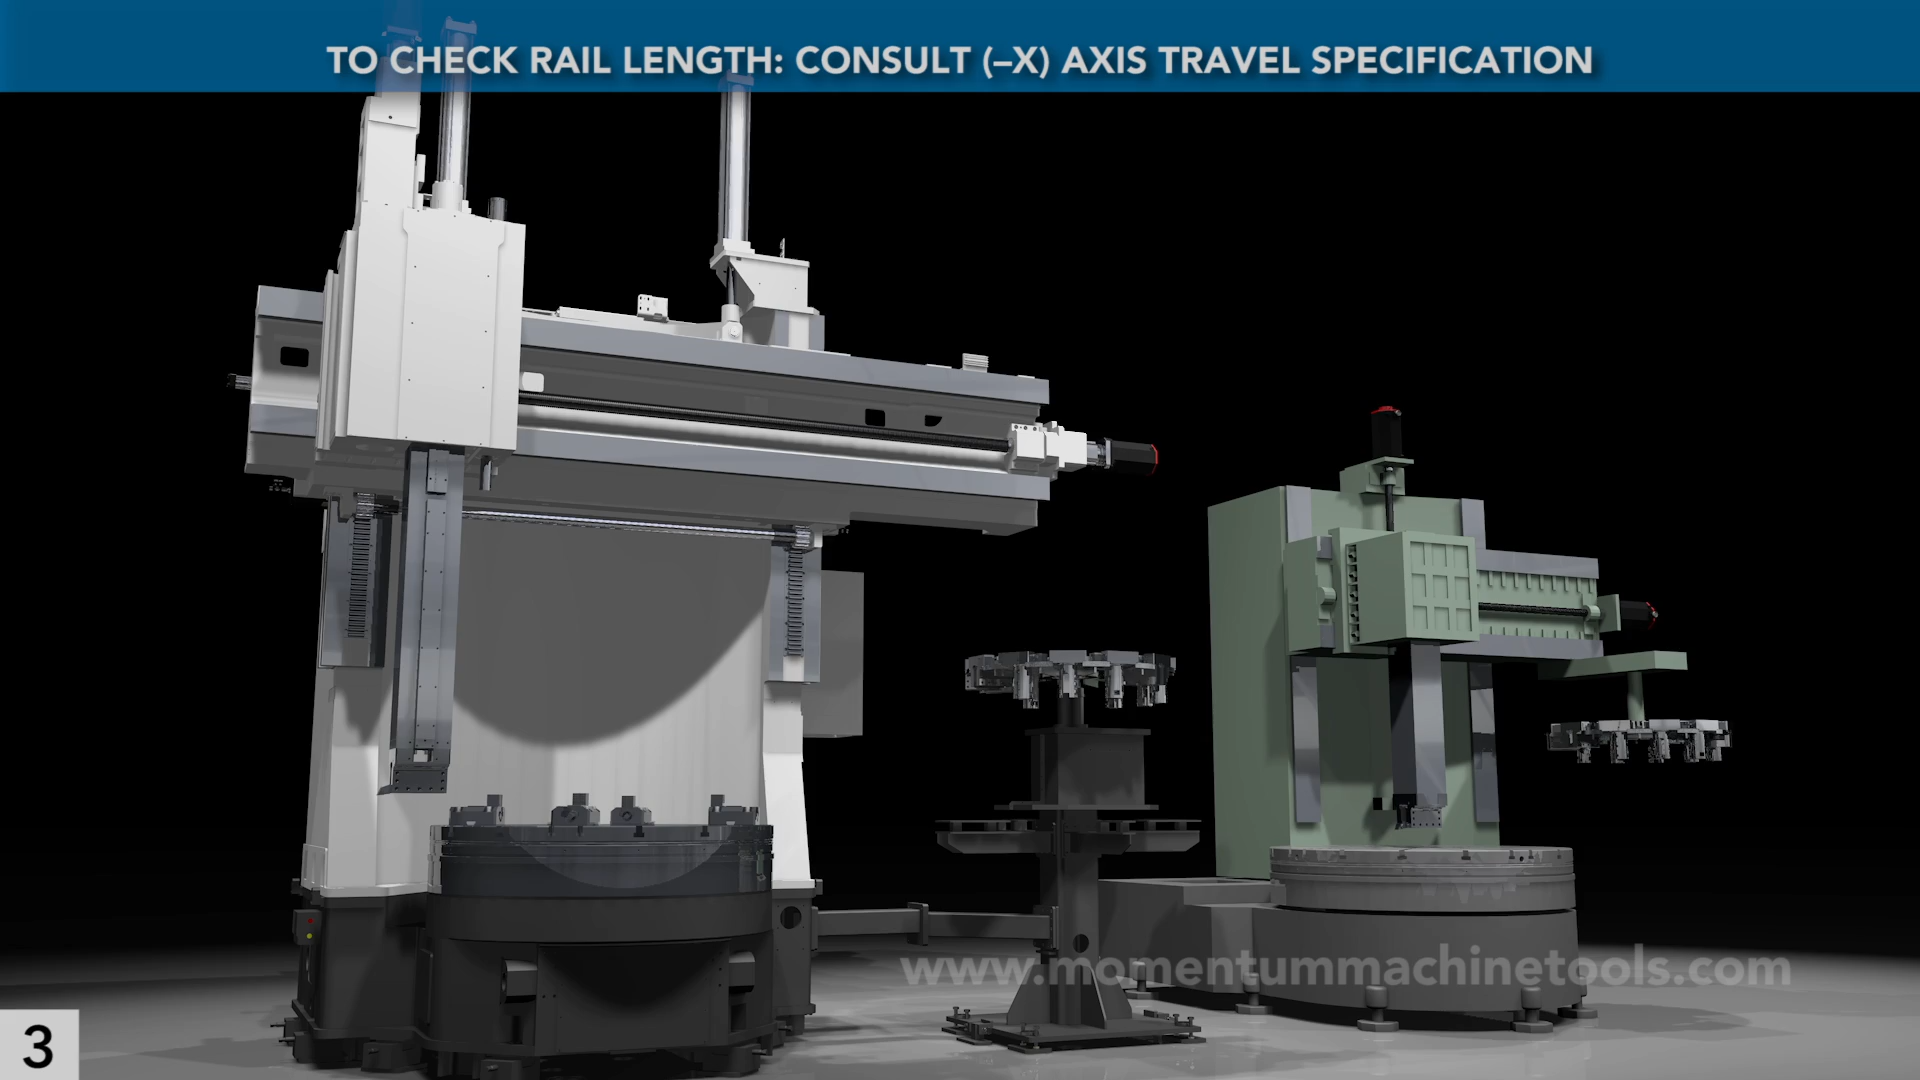 TO CHECK RAIL LENGTH: CONSULT (–X) AXIS TRAVEL SPECIFICATION
www.momentummachinetools.com
3